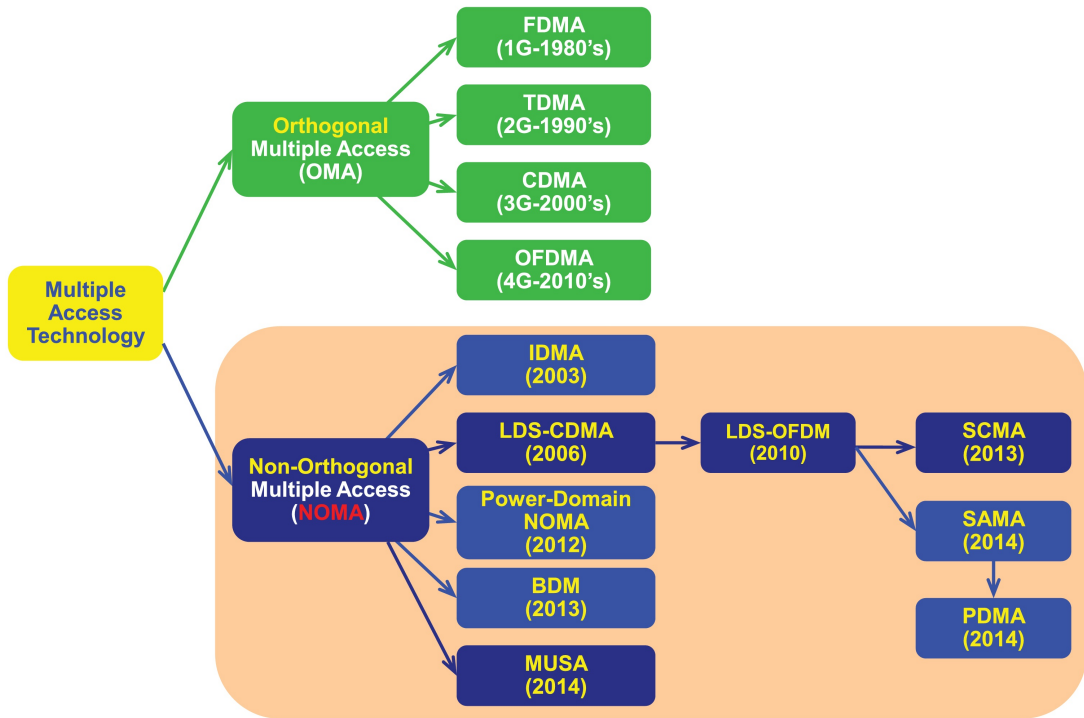 FDMA
(1G-1980’s)
TDMA
(2G-1990’s)
Orthogonal
Multiple Access
(OMA)
CDMA
(3G-2000’s)
OFDMA
(4G-2010’s)
Multiple
Access
Technology
IDMA
(2003)
LDS-CDMA
(2006)
LDS-OFDM
(2010)
SCMA
(2013)
Non-Orthogonal
Multiple Access
(NOMA)
Power-Domain
NOMA
(2012)
SAMA
(2014)
BDM
(2013)
PDMA
(2014)
MUSA
(2014)